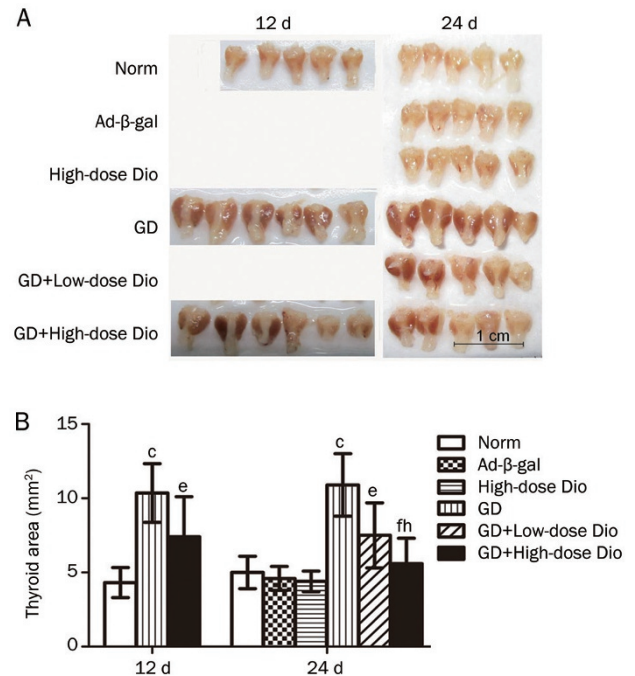 A
12 d
24 d
Norm
Ad-β-gal
High-dose Dio
GD
GD+Low-dose Dio
GD+High-dose Dio
1 cm
B
Thyroid area (mm²)
15
10
5
0
c
e
c
e
fh
12 d
24 d
Norm
Ad-β-gal
High-dose Dio
GD
GD+Low-dose Dio
GD+High-dose Dio